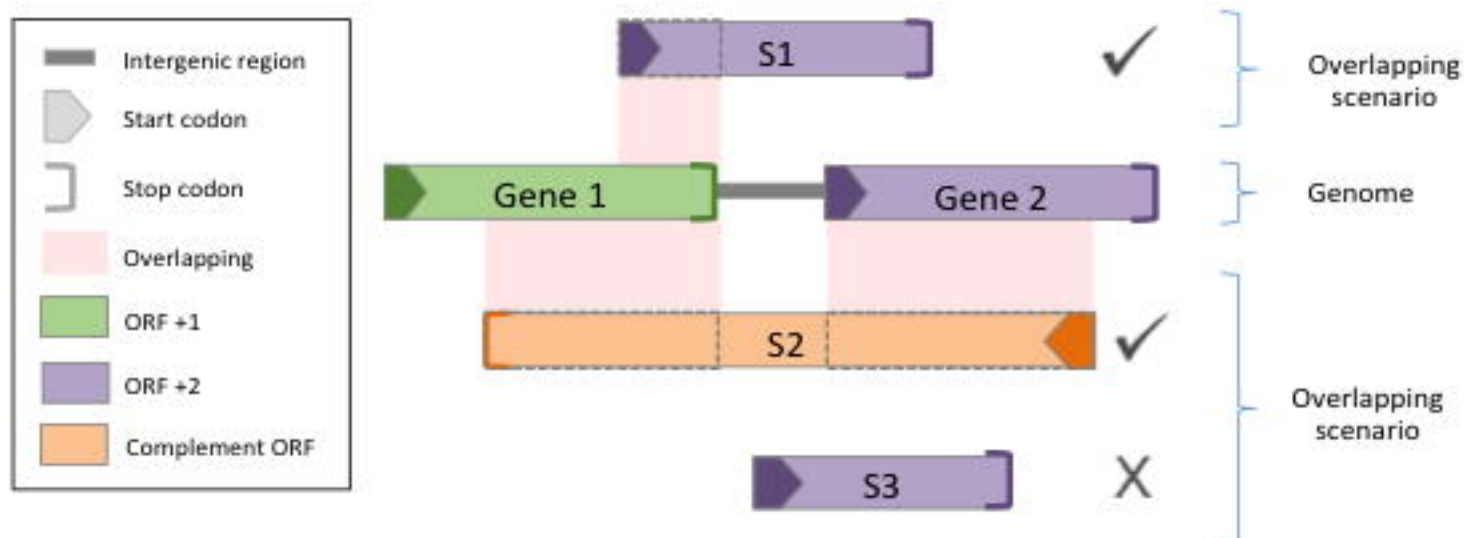 Intergenic region
Start codon
Stop codon
Overlapping
ORF +1
ORF +2
Complement ORF
S1
Overlapping
scenario
Gene 1
Gene 2
Genome
S2
Overlapping
scenario
S3
X